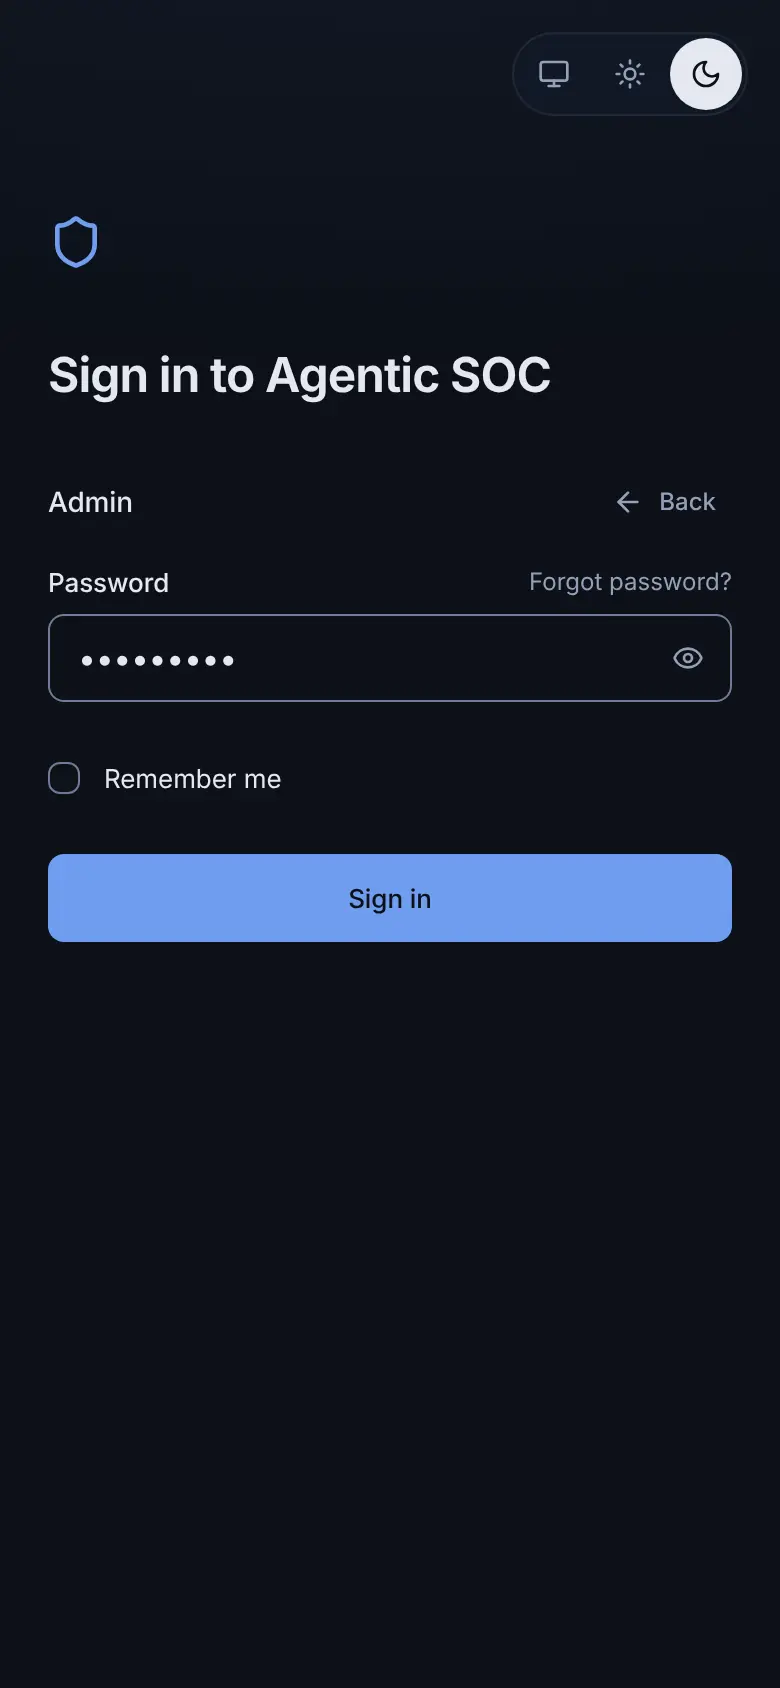 Sign in to Agentic SOC
Admin
Back
Password
Forgot password?
Remember me
Sign in